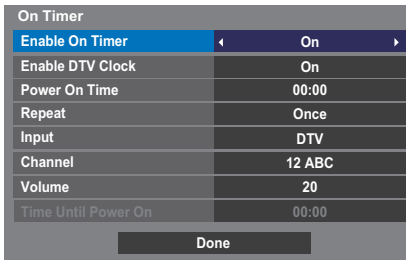 On Timer
Enable On Timer On
Enable DTV Clock On
Power On Time 00:00
Repeat Once
Input DTV
Channel 12 ABC
Volume 20
Time Until Power On 00:00
Done